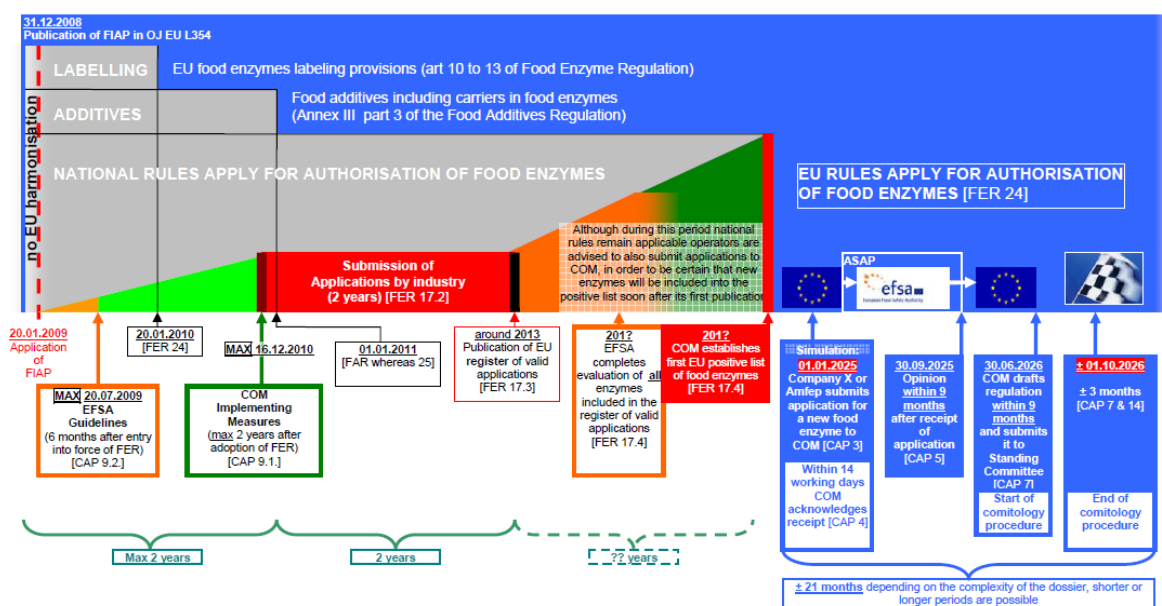 31.12.2008
Publication of FIAP in OJ EU L354
no EU harmonisation
LABELLING
EU food enzymes labeling provisions (art 10 to 13 of Food Enzyme Regulation)
ADDITIVES
Food additives including carriers in food enzymes
(Annex III part 3 of the Food Additives Regulation)
NATIONAL RULES APPLY FOR AUTHORISATION OF FOOD ENZYMES
EU RULES APPLY FOR AUTHORISATION
OF FOOD ENZYMES [FER 24]
Submission of
Applications by industry
(2 years) [FER 17.2]
Although during this period national
rules remain applicable operators are
advised to also submit applications to
COM, in order to be certain that new
enzymes will be included into the
positive list soon after its first publication
ASAP
efsa
European Food Safety Authority
20.01.2009
Application
of
FIAP
20.01.2010
[FER 24]
MAX 16.12.2010
01.01.2011
[FAR whereas 25]
around 2013
Publication of EU
register of valid
applications
[FER 17.3]
201?
EFSA
completes
evaluation of all
enzymes
included in the
register of valid
applications
[FER 17.4]
201?
COM establishes
first EU positive list
of food enzymes
[FER 17.4]
Simulation:
01.01.2025
Company X or
Amfep submits
application for
a new food
enzyme to
COM [CAP 3]
Within 14
working days
COM
acknowledges
receipt [CAP 4]
30.09.2025
Opinion
within 9
months
after receipt
of
application
[CAP 5]
30.06.2026
COM drafts
regulation
within 9
months
and submits
it to
Standing
Committee
[CAP 7]
Start of
comitology
procedure
± 01.10.2026
± 3 months
[CAP 7 & 14]
End of
comitology
procedure
MAX 20.07.2009
EFSA
Guidelines
(6 months after entry
into force of FER)
[CAP 9.2.]
COM
Implementing
Measures
(max 2 years after
adoption of FER)
[CAP 9.1.]
Max 2 years
2 years
?? years
± 21 months depending on the complexity of the dossier, shorter or
longer periods are possible